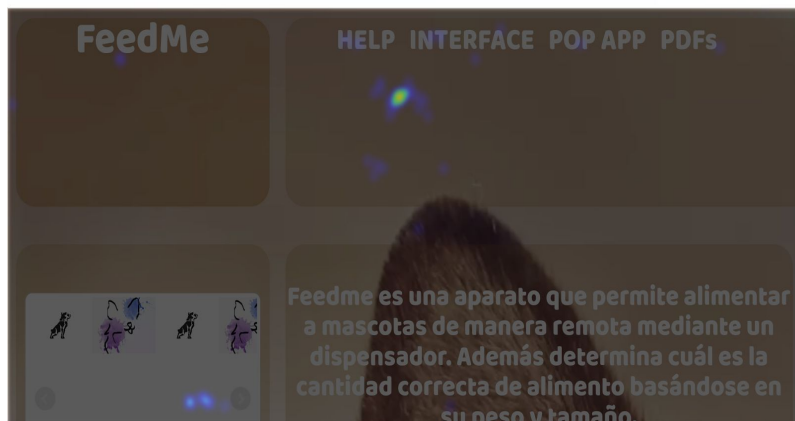 FeedMe
HELP INTERFACE POP APP PDFs
Feedme es una aparato que permite alimentar
a mascotas de manera remota mediante un
dispensador. Además determina cuál es la
cantidad correcta de alimento basándose en
su peso y tamaño